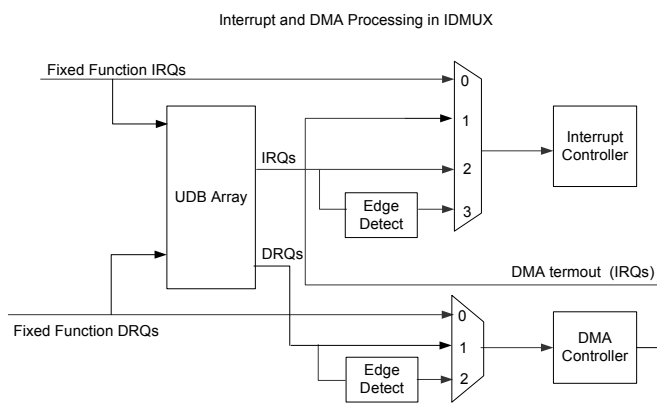 Interrupt and DMA Processing in IDMUX
Fixed Function IRQs
0
1
Interrupt
Controller
IRQs
2
UDB Array
Edge
Detect
3
DRQs
DMA termout (IRQs)
0
Fixed Function DRQs
1
DMA
Controller
Edge
Detect
2